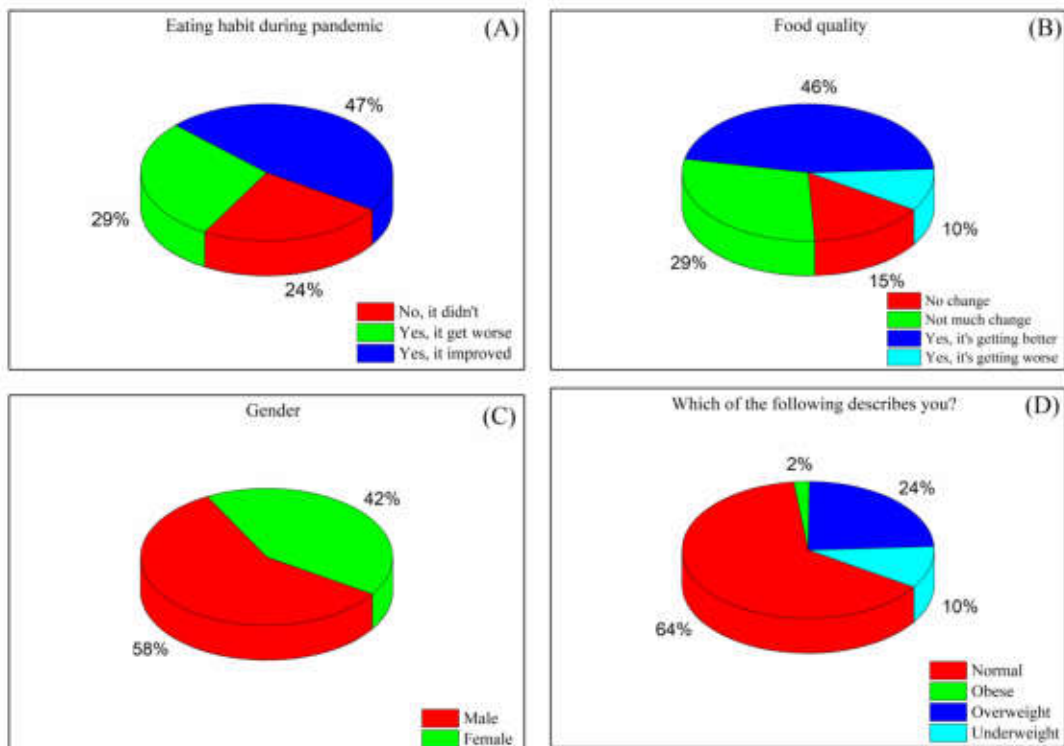 Eating habit during pandemic
(A)
47%
29%
24%
No, it didn't
Yes, it get worse
Yes, it improved
Food quality
(B)
46%
10%
29%
15%
No change
Not much change
Yes, it's getting better
Yes, it's getting worse
Gender
(C)
42%
58%
Male
Female
Which of the following describes you?
(D)
2%
24%
10%
64%
Normal
Obese
Overweight
Underweight